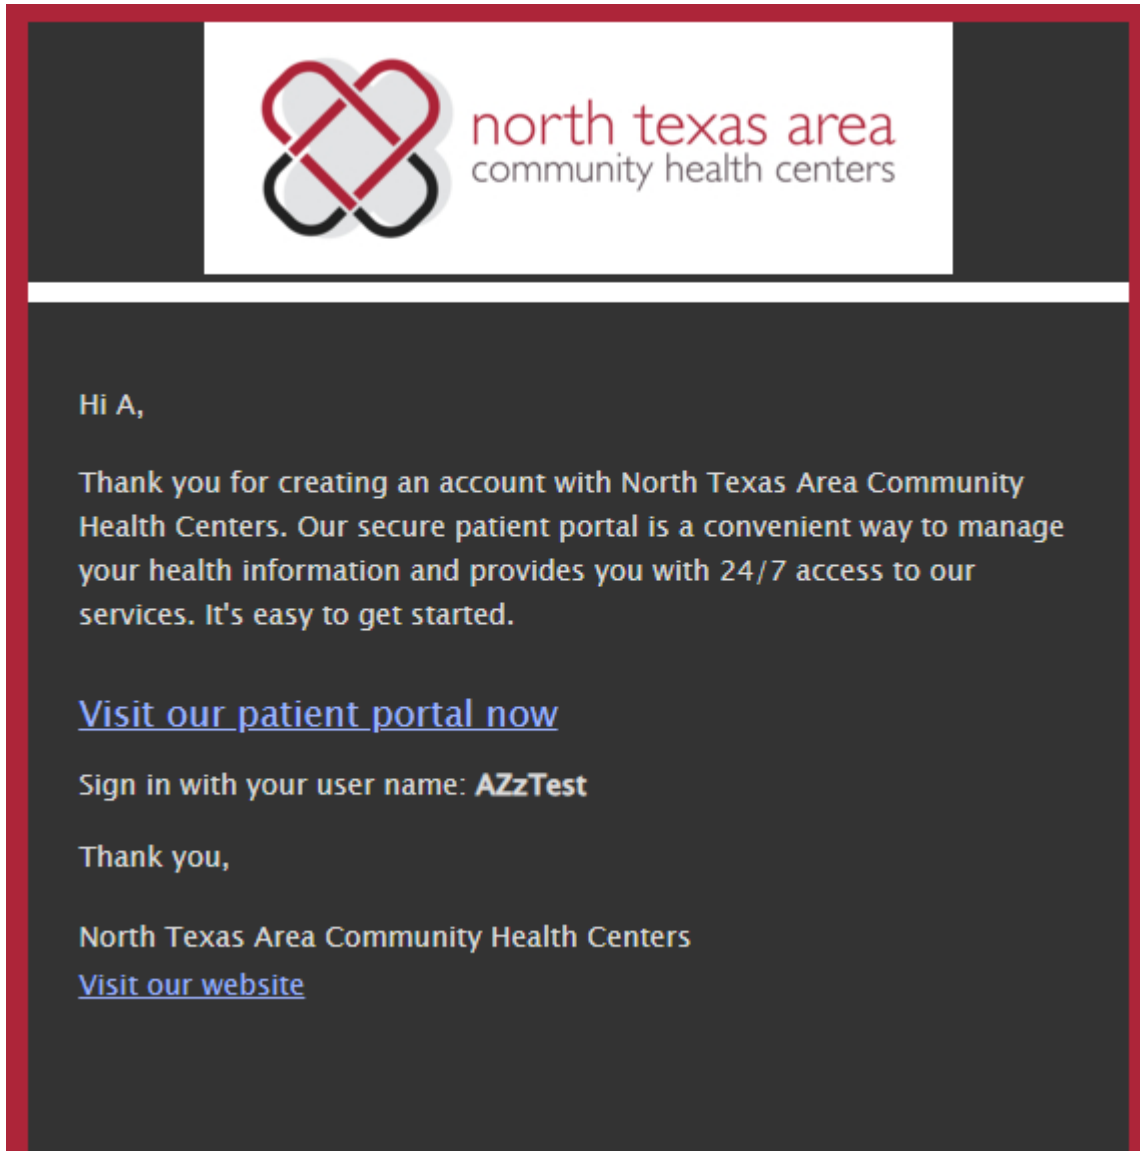 north texas area
community health centers
Hi A,
Thank you for creating an account with North Texas Area Community
Health Centers. Our secure patient portal is a convenient way to manage
your health information and provides you with 24/7 access to our
services. It's easy to get started.
Visit our patient portal now
Sign in with your user name: AZzTest
Thank you,
North Texas Area Community Health Centers
Visit our website